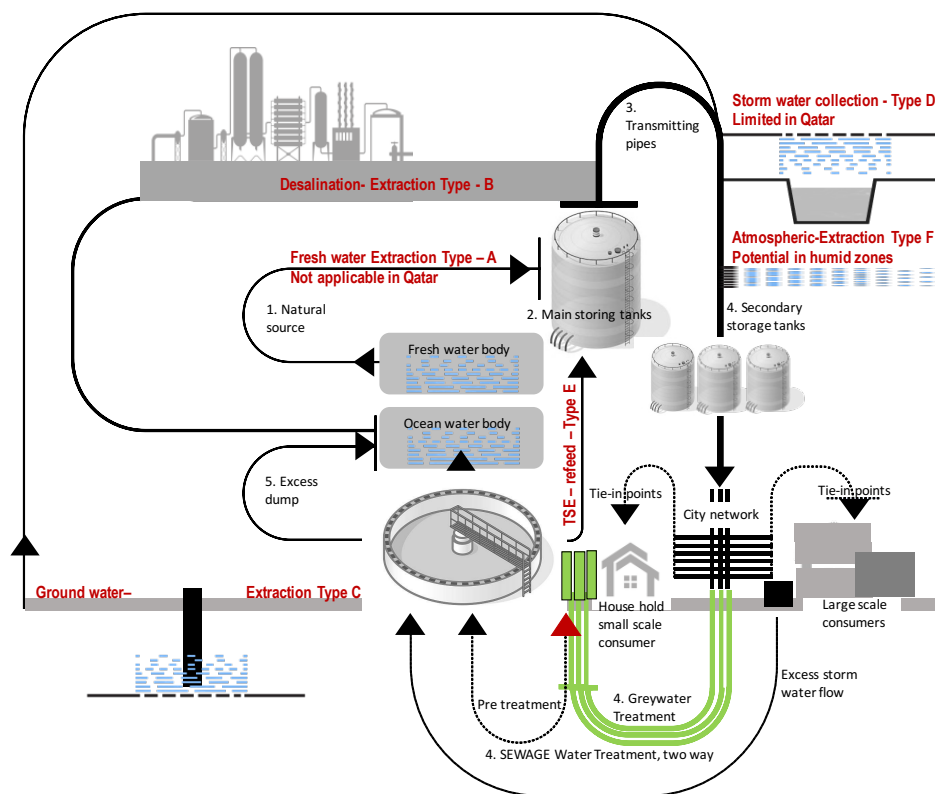 3.
Transmitting
pipes
Storm water collection - Type D
Limited in Qatar
Desalination- Extraction Type - B
Atmospheric-Extraction Type F
Potential in humid zones
Fresh water Extraction Type – A
Not applicable in Qatar
1. Natural
source
2. Main storing tanks
4. Secondary
storage tanks
Fresh water body
TSE – refeed – Type E
Ocean water body
5. Excess
dump
Tie-in points
Tie-in points
City network
Ground water–
Extraction Type C
House hold
small scale
consumer
Large scale
consumers
Excess storm
water flow
Pre treatment
4. Greywater
Treatment
4. SEWAGE Water Treatment, two way